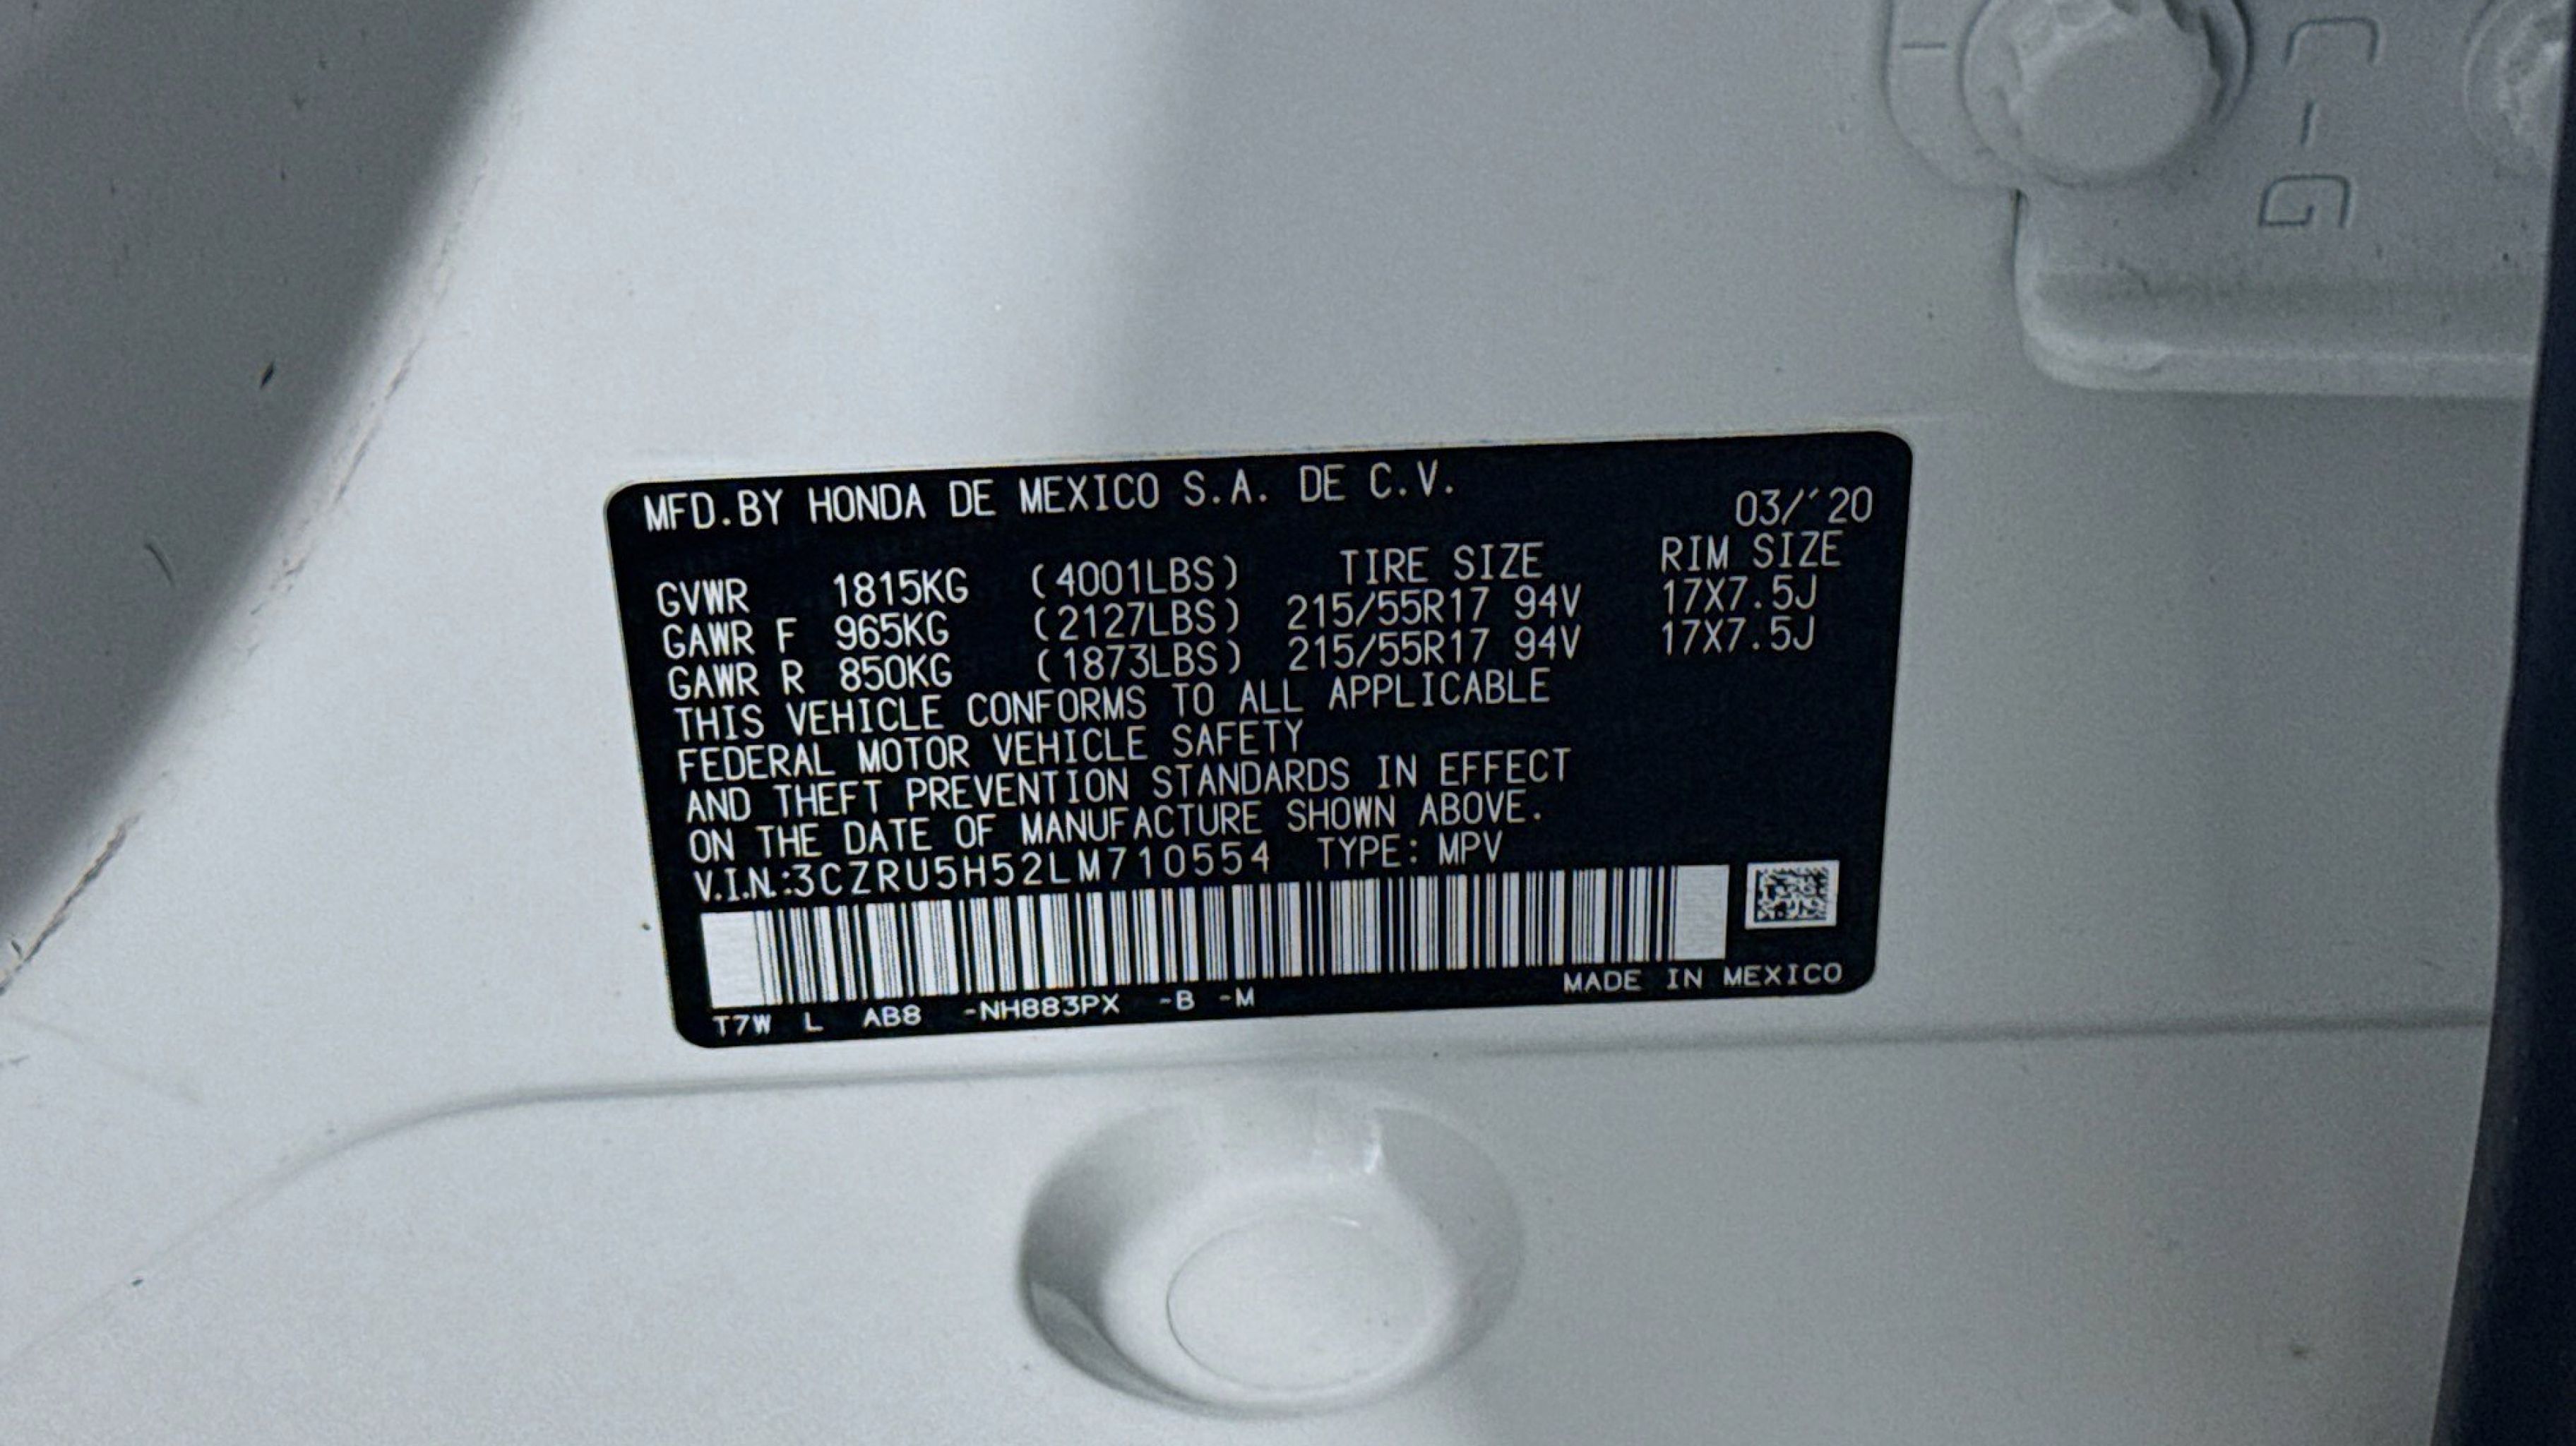 C-G
MFD.BY HONDA DE MEXICO S.A. DE C.V.
03/´20
TIRE SIZE RIM SIZE
GVWR 1815KG (4001LBS)
GAWR F 965KG (2127LBS) 215/55R17 94V 17X7.5J
GAWR R 850KG (1873LBS) 215/55R17 94V 17X7.5J
THIS VEHICLE CONFORMS TO ALL APPLICABLE
FEDERAL MOTOR VEHICLE SAFETY
AND THEFT PREVENTION STANDARDS IN EFFECT
ON THE DATE OF MANUFACTURE SHOWN ABOVE.
V.I.N.:3CZRU5H52LM710554 TYPE: MPV
T7W L AB8 -NH883PX -B -M MADE IN MEXICO